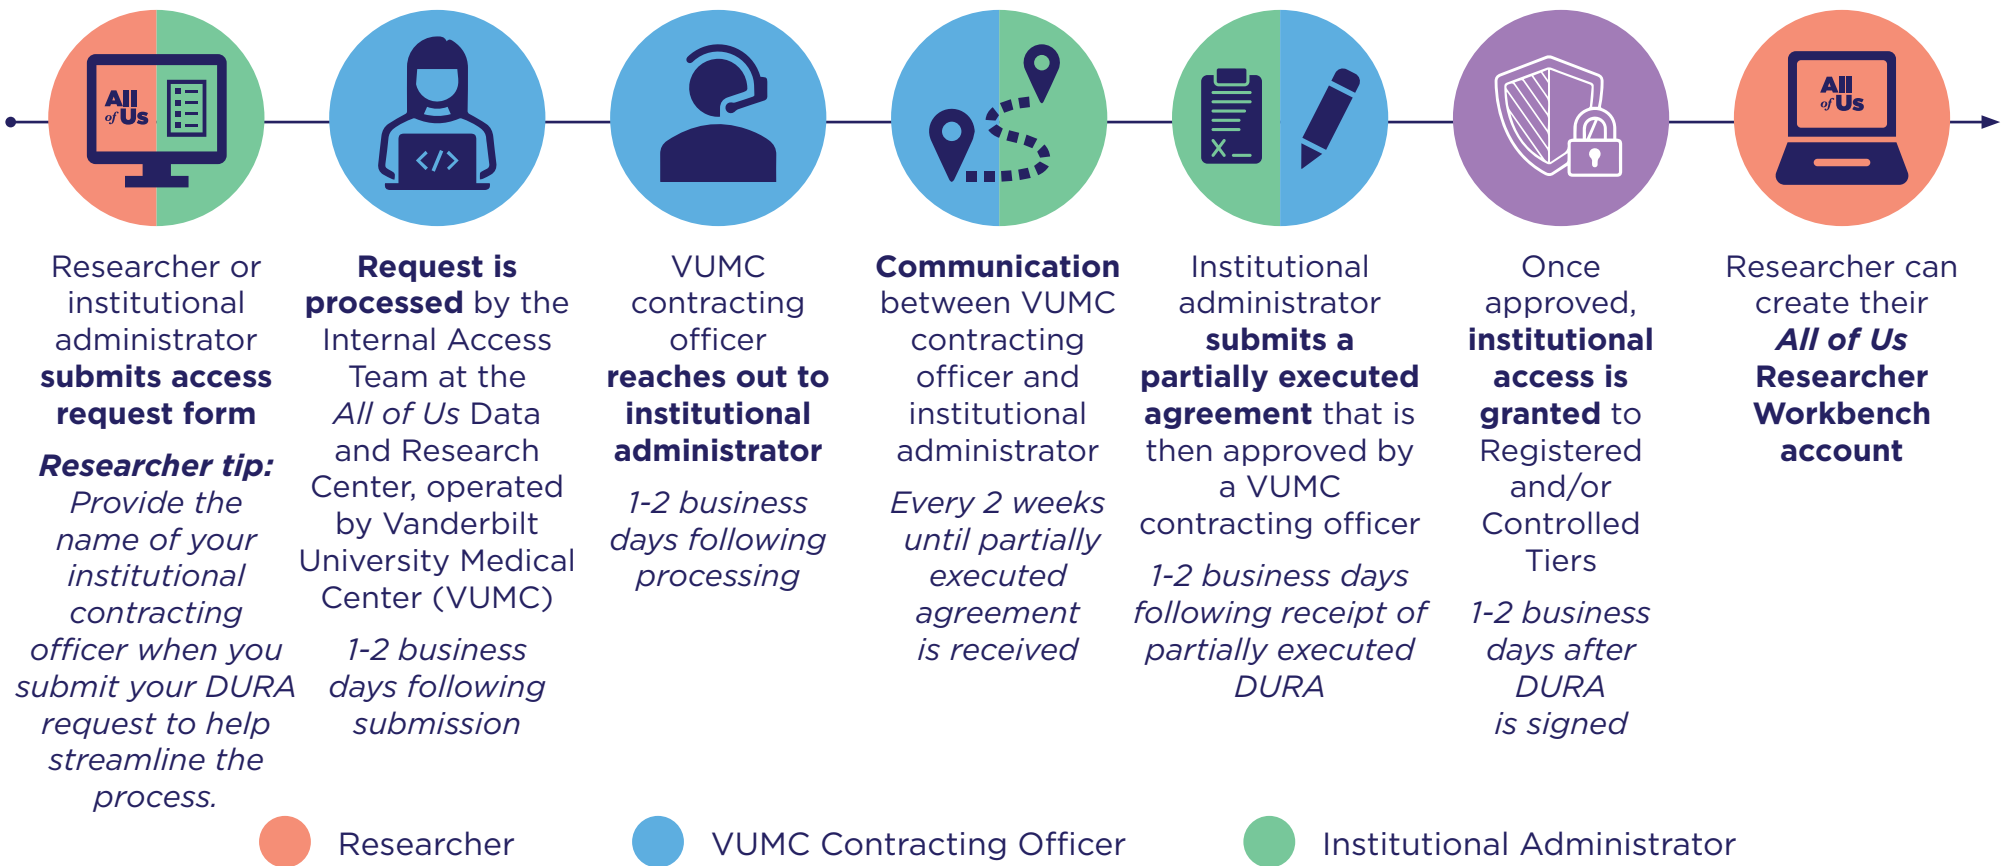 All
of Us
</>
X
All
of Us
Researcher or
institutional
administrator
submits access
request form
Researcher tip:
Provide the
name of your
institutional
contracting
officer when you
submit your DURA
request to help
streamline the
process.
Request is
processed by the
Internal Access
Team at the
All of Us Data
and Research
Center, operated
by Vanderbilt
University Medical
Center (VUMC)
1-2 business
days following
submission
VUMC
contracting
officer
reaches out to
institutional
administrator
1-2 business
days following
processing
Communication
between VUMC
contracting
officer and
institutional
administrator
Every 2 weeks
until partially
executed
agreement
is received
Institutional
administrator
submits a
partially executed
agreement that is
then approved by
a VUMC
contracting officer
1-2 business days
following receipt of
partially executed
DURA
Once
approved,
institutional
access is
granted to
Registered
and/or
Controlled
Tiers
1-2 business
days after
DURA
is signed
Researcher can
create their
All of Us
Researcher
Workbench
account
Researcher
VUMC Contracting Officer
Institutional Administrator